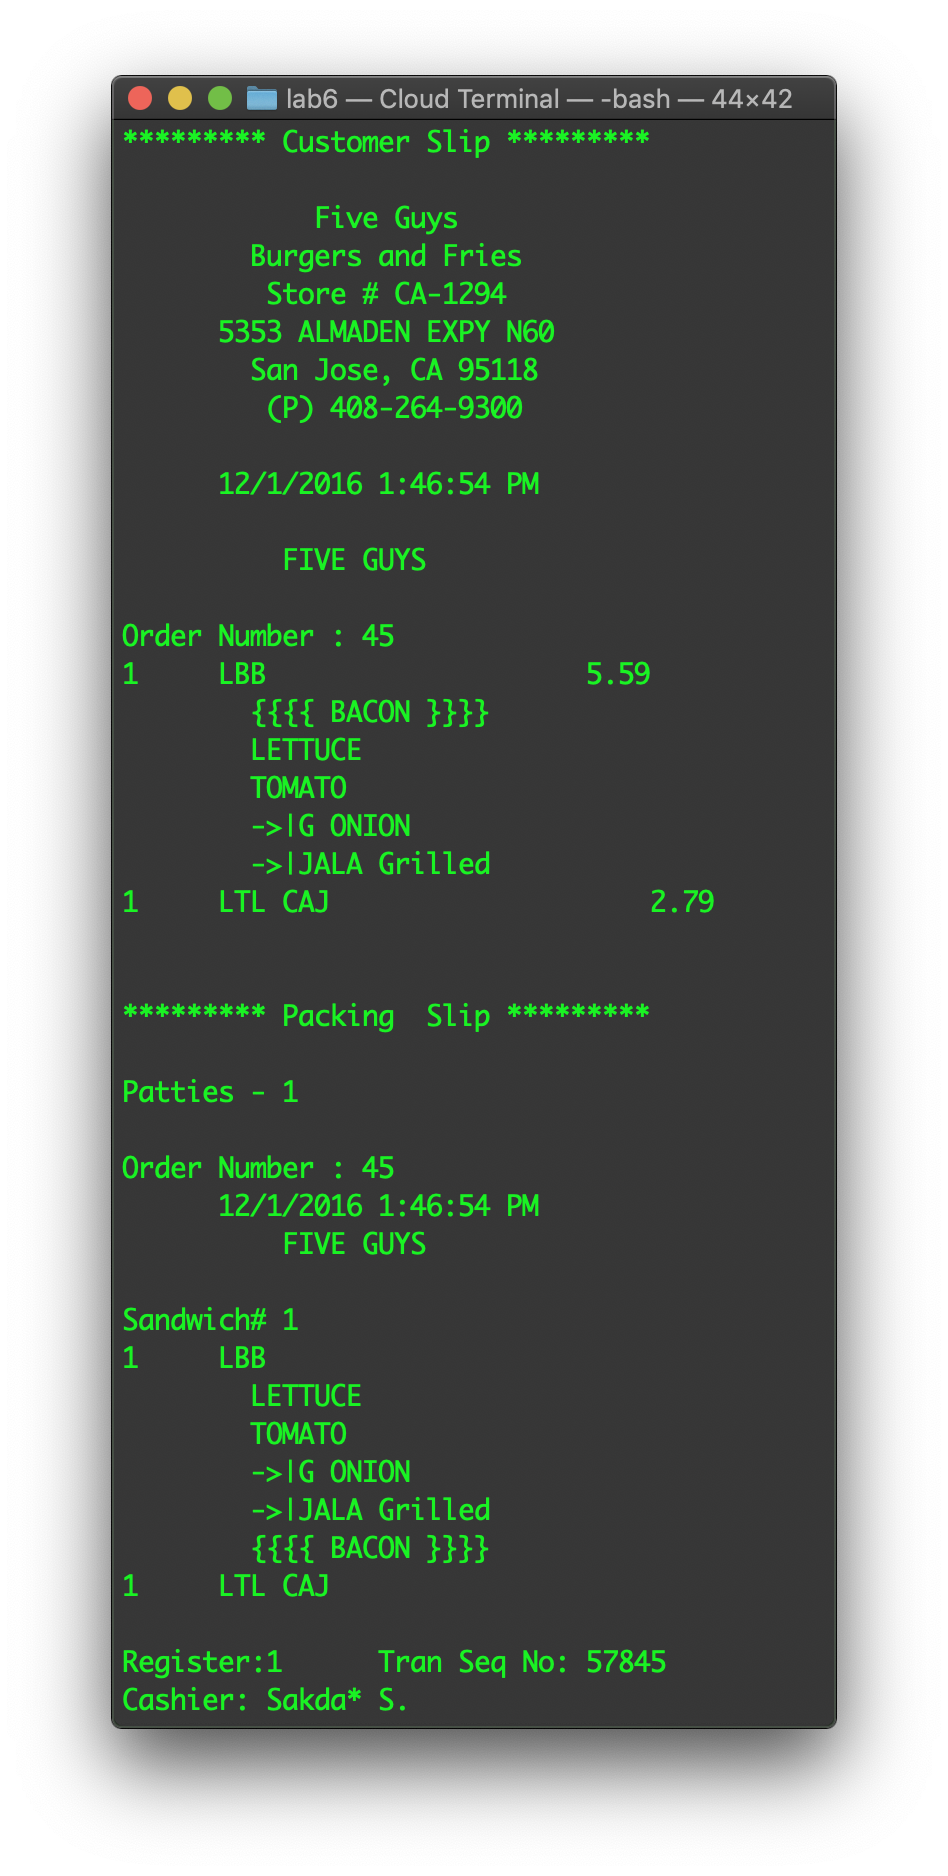 lab6 — Cloud Terminal — -bash — 44×42
********* Customer Slip *********
Five Guys
Burgers and Fries
Store # CA-1294
5353 ALMADEN EXPY N60
San Jose, CA 95118
(P) 408-264-9300
12/1/2016 1:46:54 PM
FIVE GUYS
Order Number : 45
1     LBB                    5.59
{{{{ BACON }}}}
LETTUCE
TOMATO
->|G ONION
->|JALA Grilled
1     LTL CAJ                    2.79
********* Packing  Slip *********
Patties - 1
Order Number : 45
12/1/2016 1:46:54 PM
FIVE GUYS
Sandwich# 1
1     LBB
LETTUCE
TOMATO
->|G ONION
->|JALA Grilled
{{{{ BACON }}}}
1     LTL CAJ
Register:1      Tran Seq No: 57845
Cashier: Sakda* S.